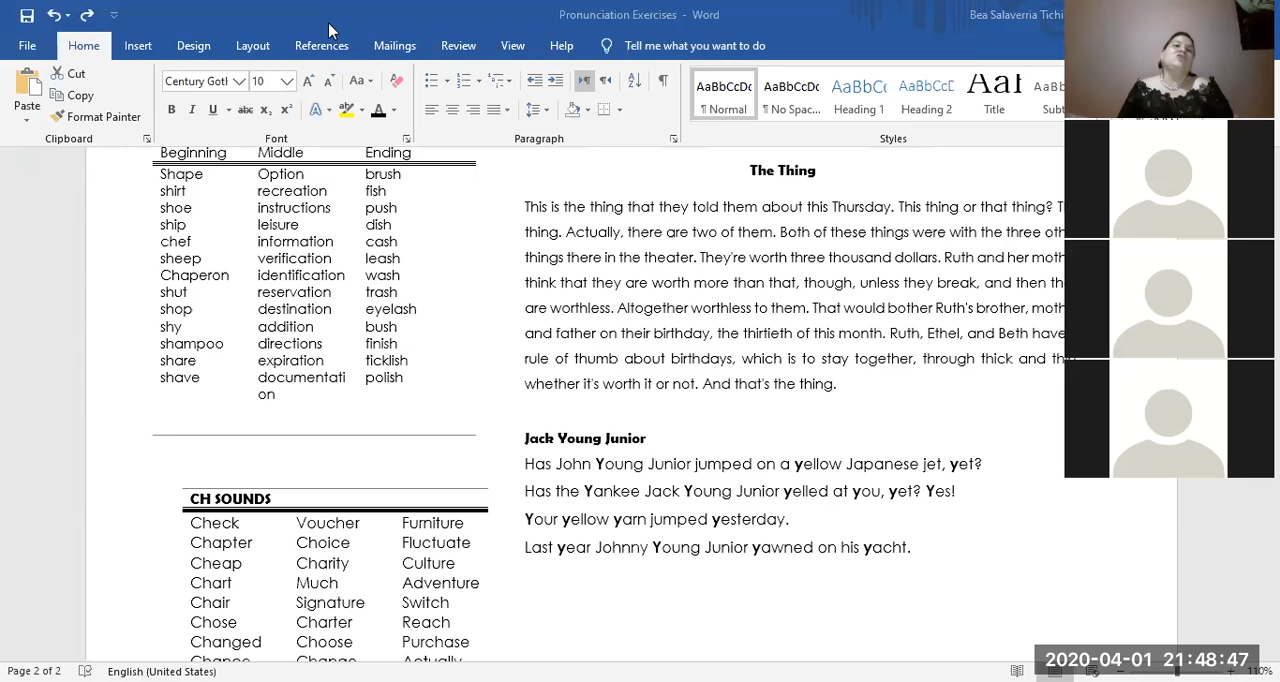 Pronunciation Exercises - Word
Bea Salaverria Tichi
File Home Insert Design Layout References Mailings Review View Help Tell me what you want to do
Paste
Cut
Copy
Format Painter
Clipboard
Century Goth 10
Font
Paragraph
AaBbCcDc AaBbCcDc AaBbCc AaBbCcD AaI AaBbCc
¶ Normal ¶ No Spac... Heading 1 Heading 2 Title Subt
Styles
Beginning Middle Ending
Shape Option brush
shirt recreation fish
shoe instructions push
ship leisure dish
chef information cash
sheep verification leash
Chaperon identification wash
shut reservation trash
shop destination eyelash
shy addition bush
shampoo directions finish
share expiration ticklish
shave documentati polish
on
CH SOUNDS
Check Voucher Furniture
Chapter Choice Fluctuate
Cheap Charity Culture
Chart Much Adventure
Chair Signature Switch
Chose Charter Reach
Changed Choose Purchase
Chance Change Actually
The Thing
This is the thing that they told them about this Thursday. This thing or that thing?
thing. Actually, there are two of them. Both of these things were with the three oth
things there in the theater. They're worth three thousand dollars. Ruth and her moth
think that they are worth more than that, though, unless they break, and then th
are worthless. Altogether worthless to them. That would bother Ruth's brother, moth
and father on their birthday, the thirtieth of this month. Ruth, Ethel, and Beth have
rule of thumb about birthdays, which is to stay together, through thick and thi
whether it's worth it or not. And that's the thing.
Jack Young Junior
Has John Young Junior jumped on a yellow Japanese jet, yet?
Has the Yankee Jack Young Junior yelled at you, yet? Yes!
Your yellow yarn jumped yesterday.
Last year Johnny Young Junior yawned on his yacht.
Page 2 of 2 English (United States)
110%
2020-04-01 21:48:47